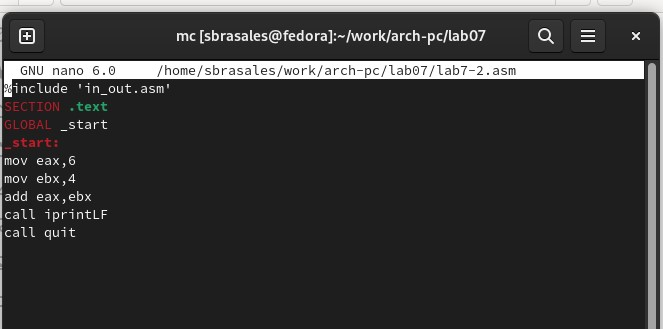 mc [sbrasales@fedora]:~/work/arch-pc/lab07
GNU nano 6.0 /home/sbrasales/work/arch-pc/lab07/lab7-2.asm
%include 'in_out.asm'
SECTION .text
GLOBAL _start
_start:
mov eax,6
mov ebx,4
add eax,ebx
call iprintLF
call quit